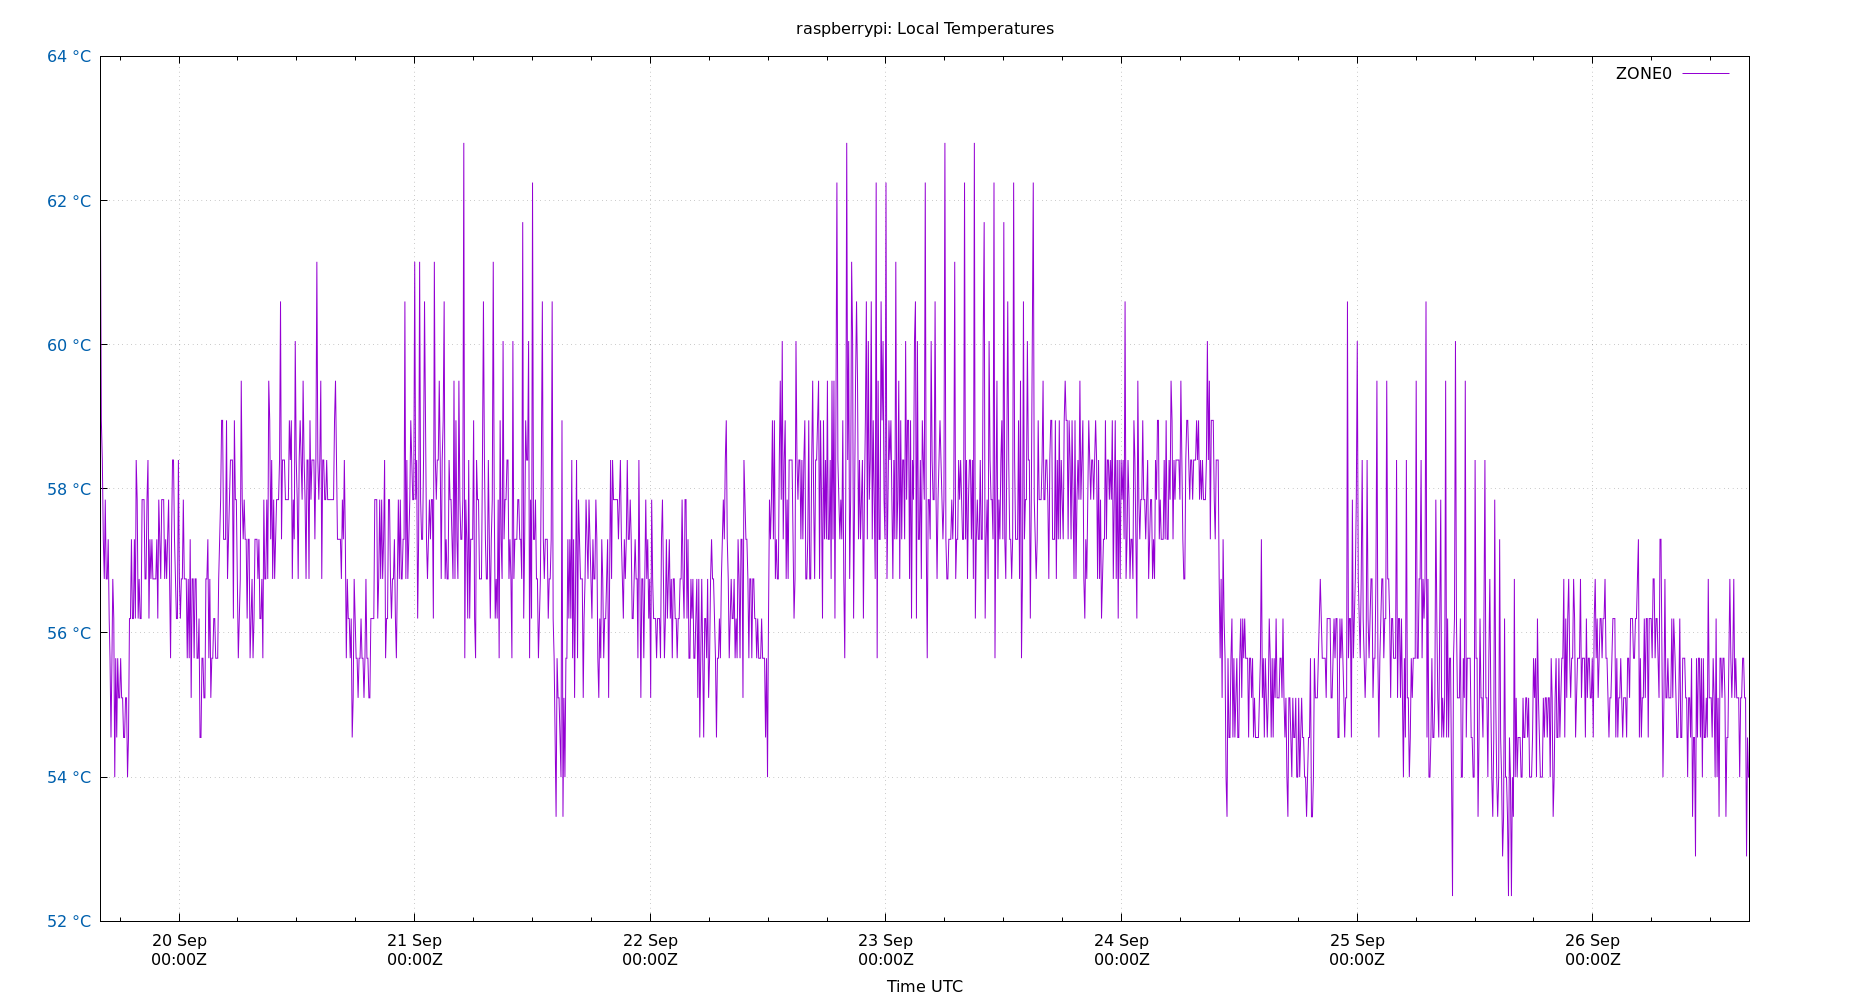 raspberrypi: Local Temperatures
64 °C
ZONE0
62 °C
60 °C
58 °C
56 °C
54 °C
52 °C
20 Sep 21 Sep 22 Sep 23 Sep 24 Sep 25 Sep 26 Sep
00:00Z 00:00Z 00:00Z 00:00Z 00:00Z 00:00Z 00:00Z
Time UTC